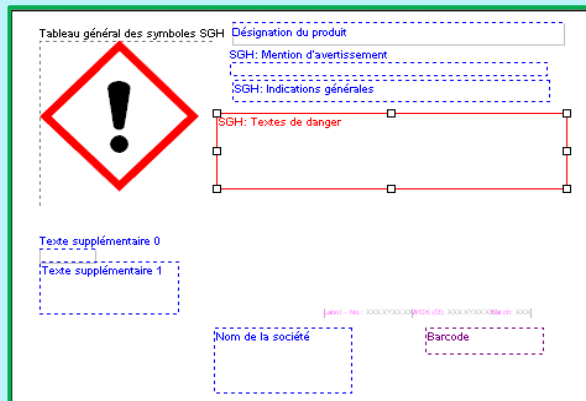 Tableau général des symboles SGH
Désignation du produit
SGH: Mention d'avertissement
SGH: Indications générales
SGH: Textes de danger
Texte supplémentaire 0
Texte supplémentaire 1
Nom de la société
Barcode